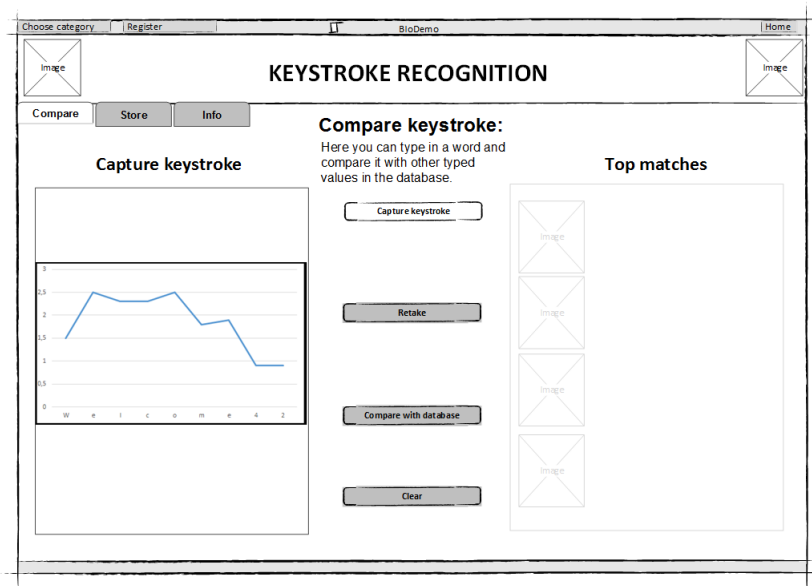 Choose category
Register
BioDemo
Home
Image
KEYSTROKE RECOGNITION
Image
Compare
Store
Info
Compare keystroke:
Here you can type in a word and
compare it with other typed
values in the database.
Capture keystroke
Top matches
Capture keystroke
Retake
Compare with database
Clear
3
2,5
2
1,5
1
0,5
0
W e l c o m e 4 2
Image
Image
Image
Image